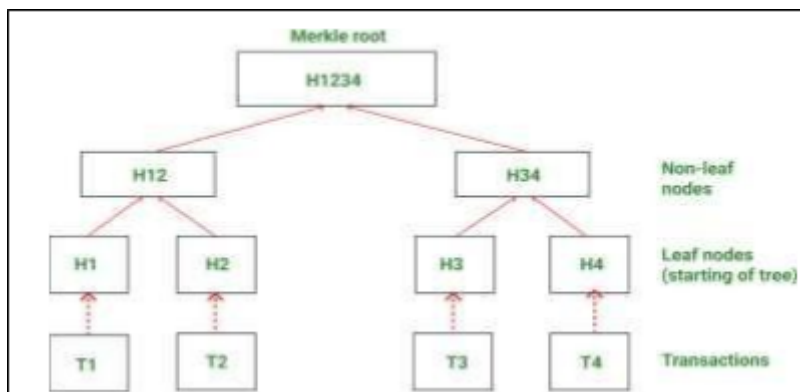 Merkle root
H1234
H12 H34 Non-leaf
nodes
H1 H2 H3 H4 Leaf nodes
(starting of tree)
T1 T2 T3 T4 Transactions